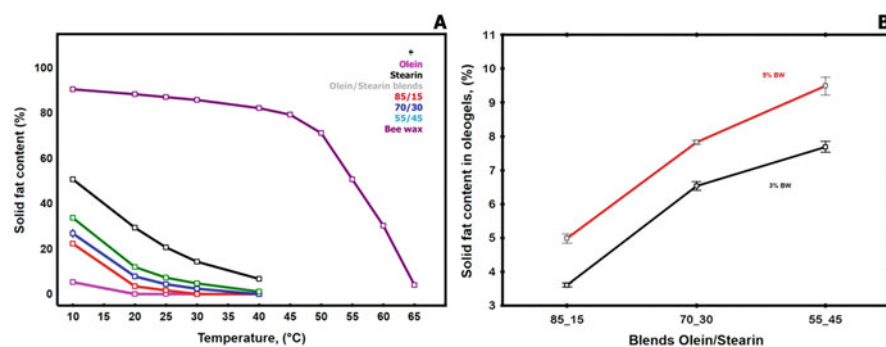 A
Solid fat content (%)
100
80
60
40
20
0
10
15
20
25
30
35
40
45
50
55
60
65
Temperature, (°C)
Olein
Stearin
Olein/Stearin blends
85/15
70/30
55/45
Bee wax
B
Solid fat content in oleogels, (%)
11
10
9
8
7
6
5
4
3
5% BW
3% BW
85_15
70_30
55_45
Blends Olein/Stearin